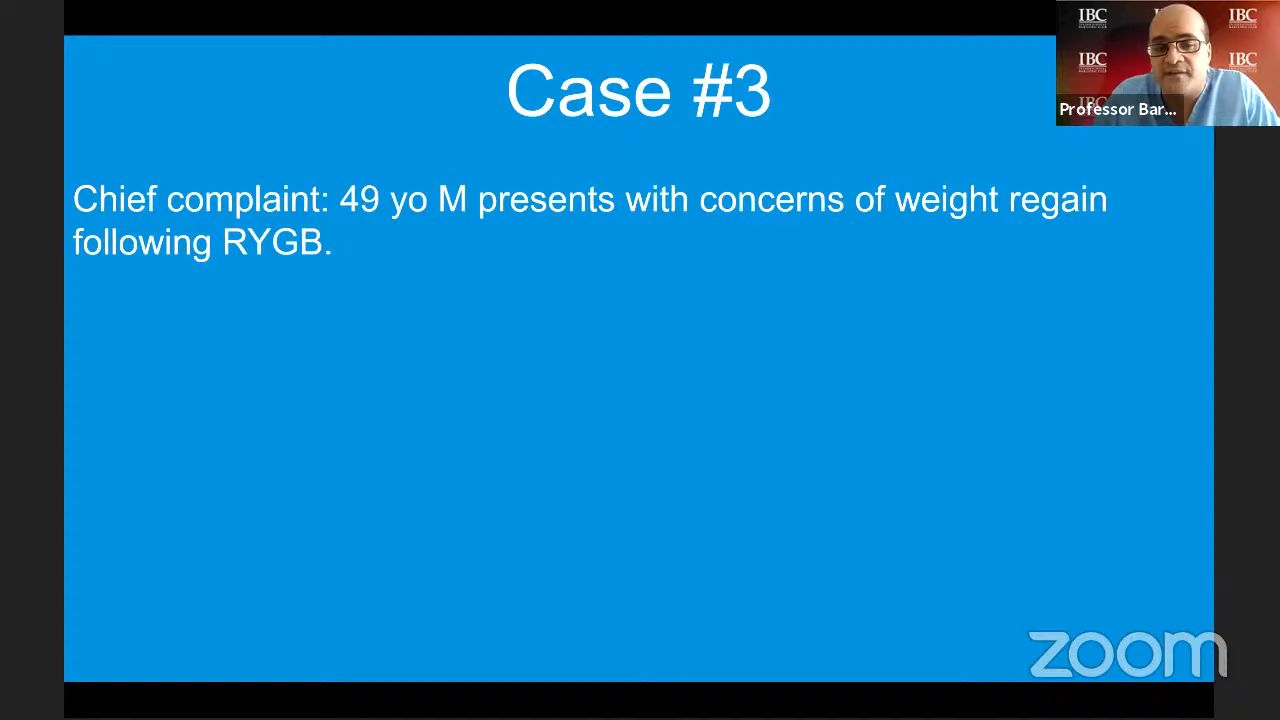 Case #3
Chief complaint: 49 yo M presents with concerns of weight regain
following RYGB.
IBC
IBC
IBC
IBC
IBC
Professor Bar...
zoom